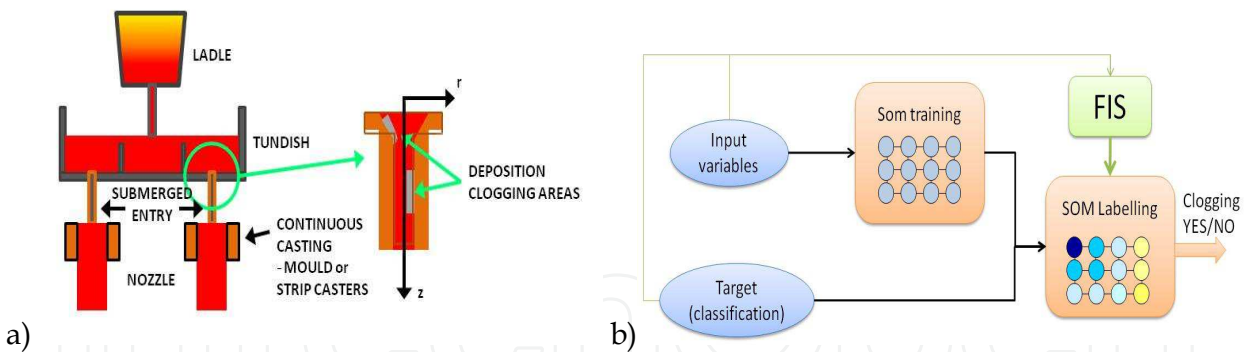 LADLE
TUNDISH
SUBMERGED
ENTRY
NOZZLE
CONTINUOUS
CASTING
- MOULD or
STRIP CASTERS
r
DEPOSITION
CLOGGING AREAS
z
a)
Input
variables
Som training
FIS
SOM Labelling
Clogging
YES/NO
Target
(classification)
b)